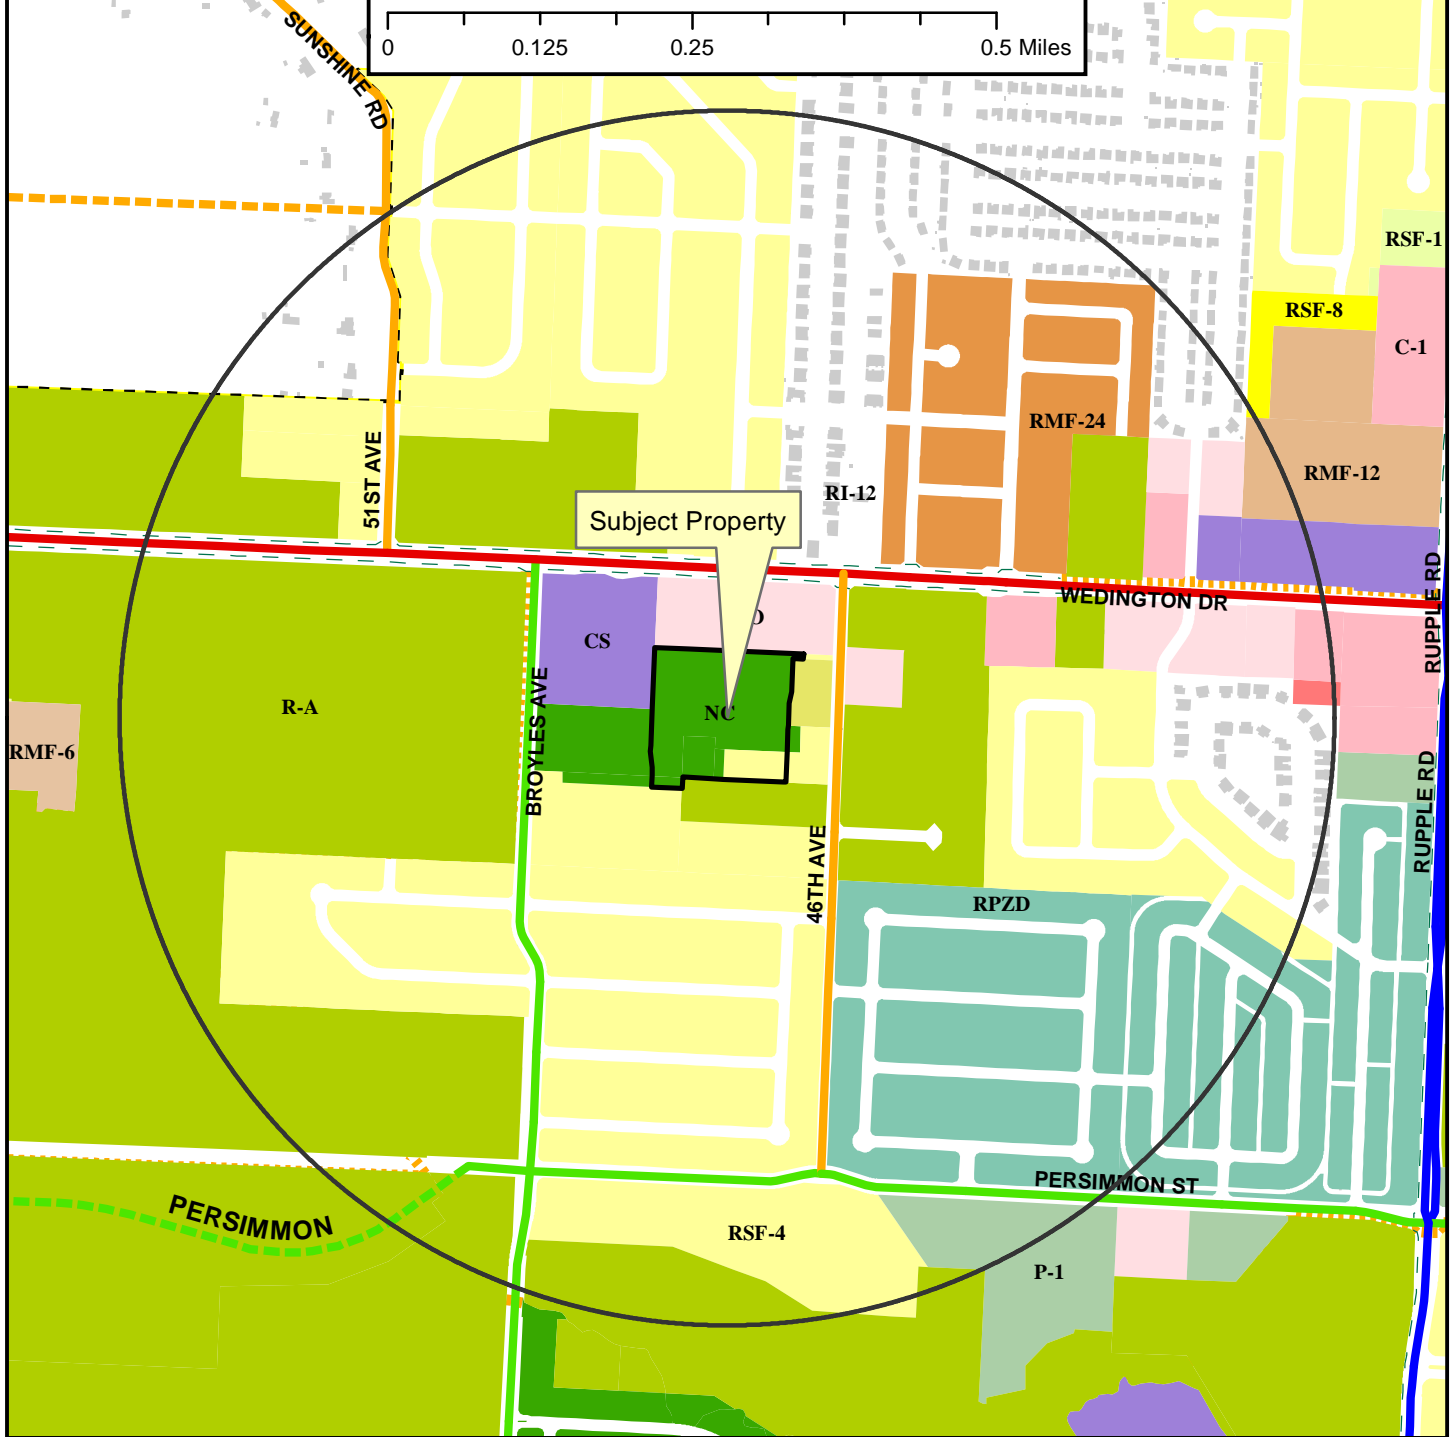 0 0.125 0.25 0.5 Miles
SUNSHINE RD
RSF-1
RSF-8
C-1
RMF-24
51ST AVE
RMF-12
RI-12
Subject Property
WEDINGTON DR
RUPPLE RD
CS
NC
R-A
BROYLES AVE
RMF-6
46TH AVE
RUPPLE RD
RPZD
PERSIMMON ST
PERSIMMON
RSF-4
P-1